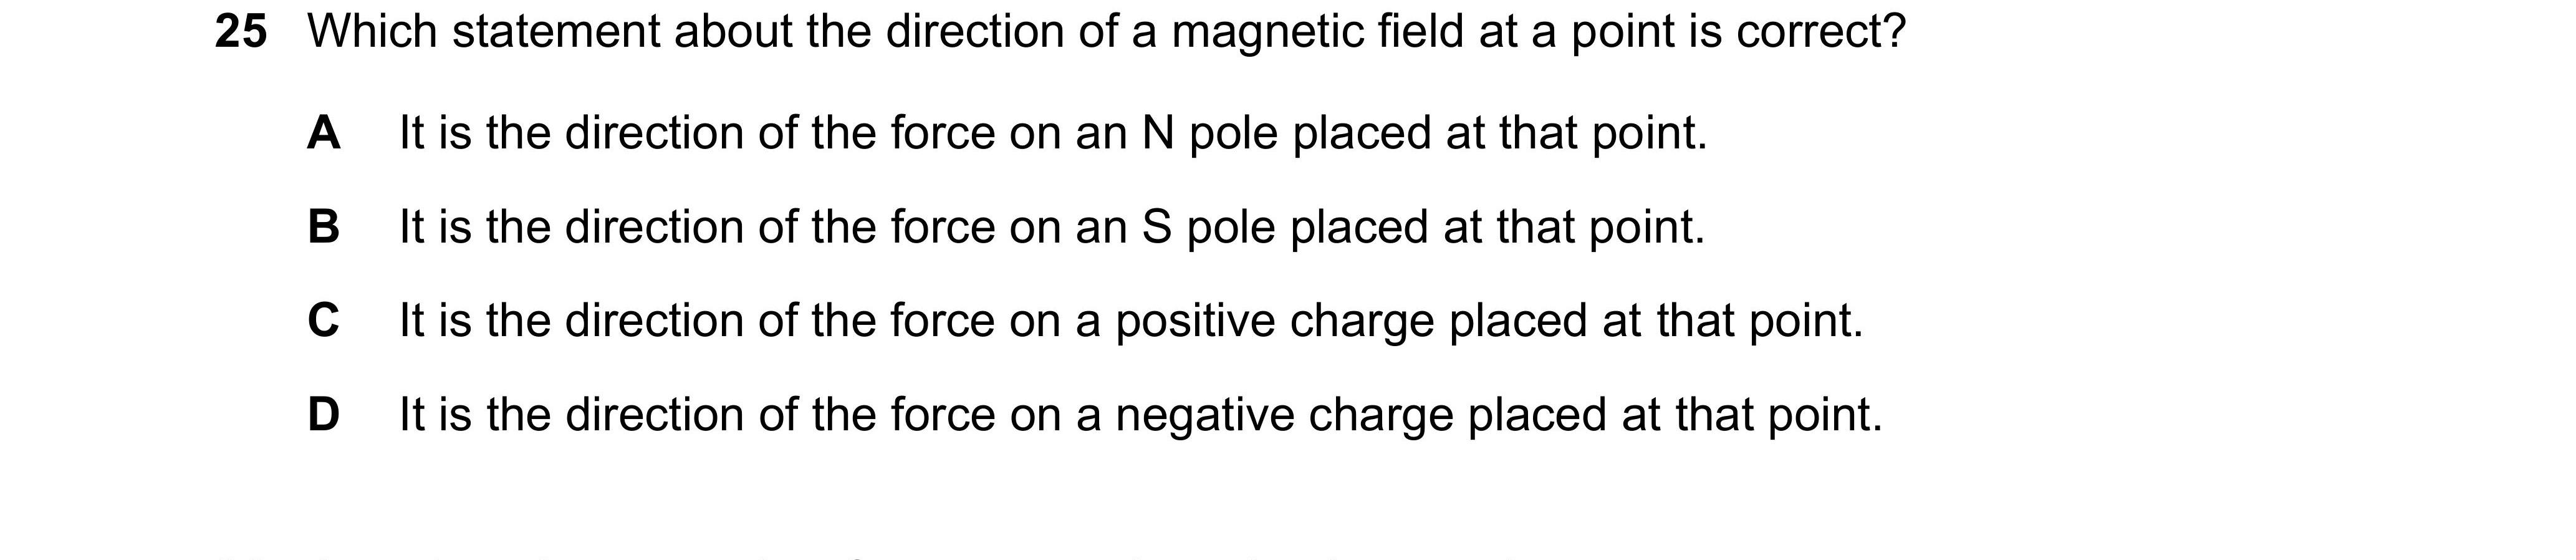 25 Which statement about the direction of a magnetic field at a point is correct?
A It is the direction of the force on an N pole placed at that point.
B It is the direction of the force on an S pole placed at that point.
C It is the direction of the force on a positive charge placed at that point.
D It is the direction of the force on a negative charge placed at that point.